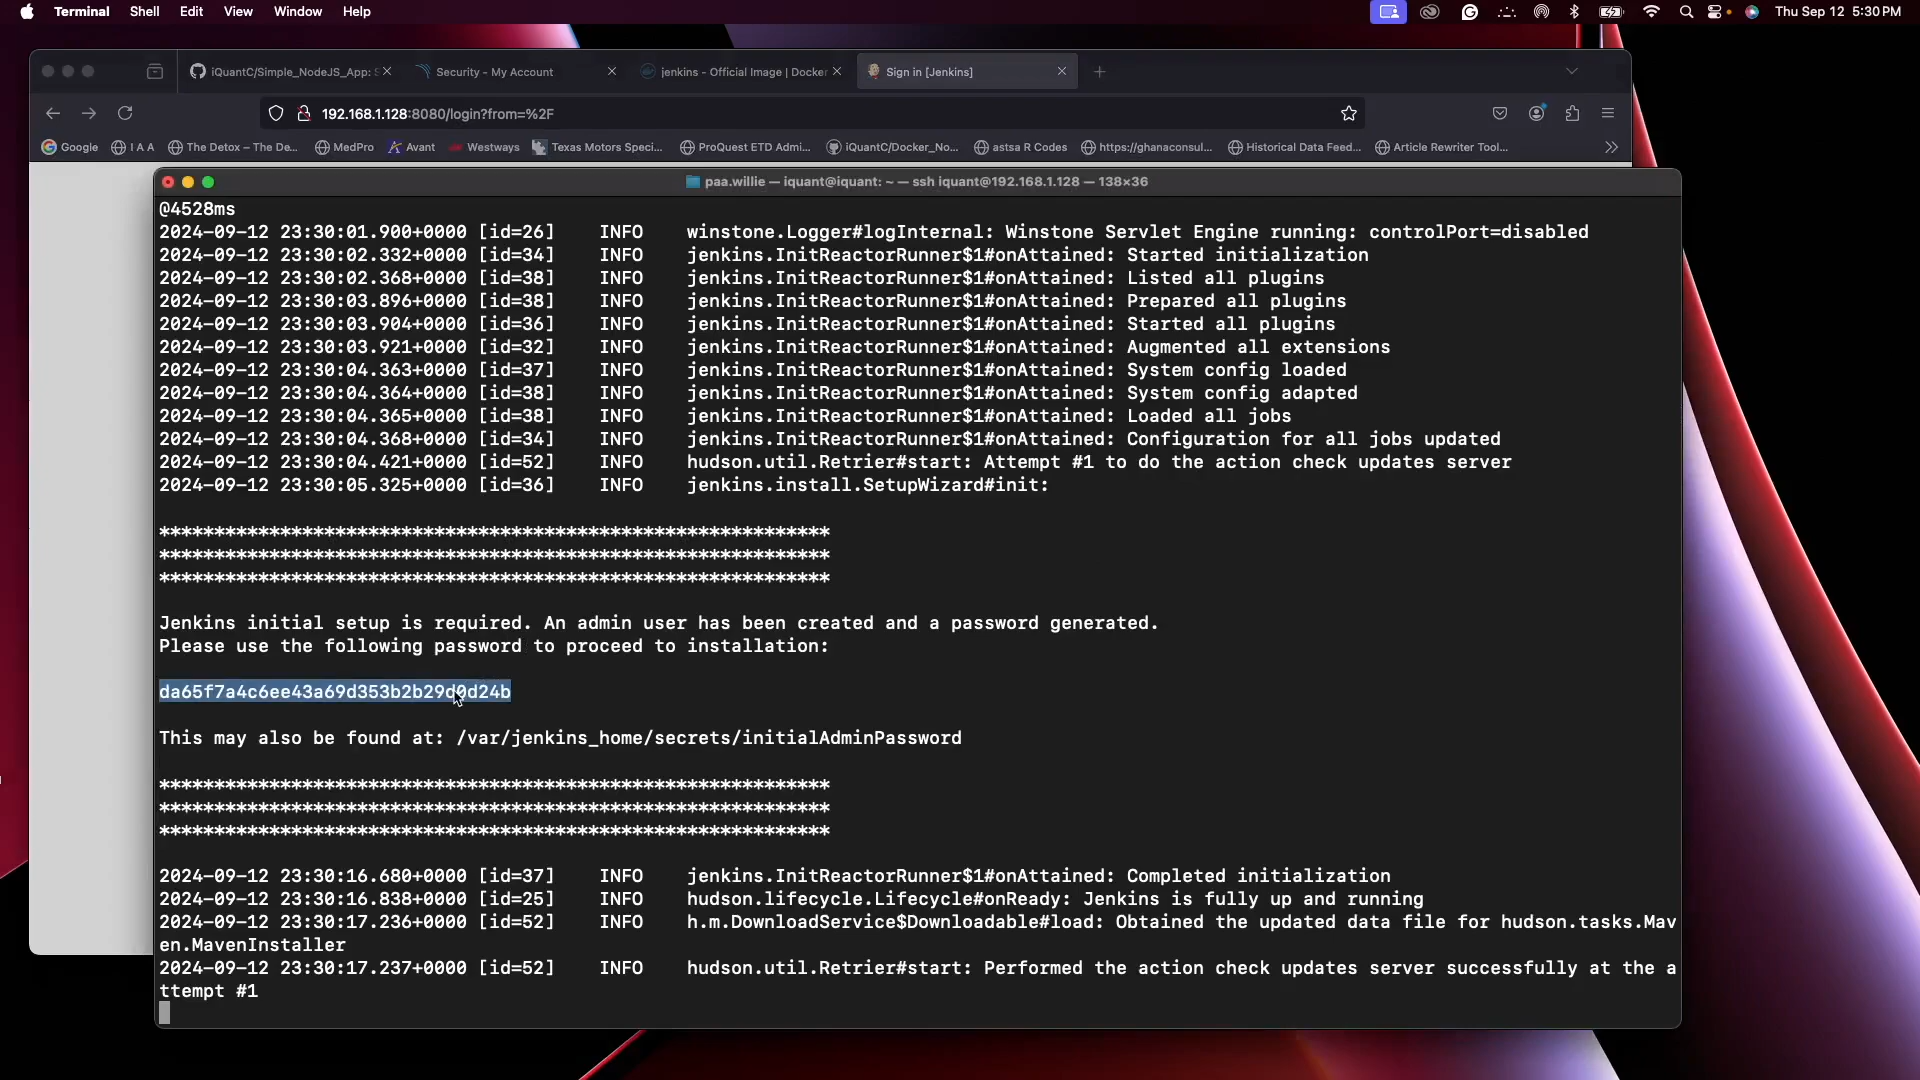 Terminal Shell Edit View Window Help Thu Sep 12 5:30 PM
iQuantC/Simple_NodeJS_App: S Security - My Account jenkins - Official Image | Docker Sign in [Jenkins]
192.168.1.128:8080/login?from=%2F
Google I A A The Detox – The De... MedPro Avant Westways Texas Motors Speci... ProQuest ETD Admi... iQuantC/Docker_No... astsa R Codes https://ghanaconsul... Historical Data Feed... Article Rewriter Tool...
paa.willie — iquant@iquant: ~ — ssh iquant@192.168.1.128 — 138×36
@4528ms
2024-09-12 23:30:01.900+0000 [id=26] INFO winstone.Logger#logInternal: Winstone Servlet Engine running: controlPort=disabled
2024-09-12 23:30:02.332+0000 [id=34] INFO jenkins.InitReactorRunner$1#onAttained: Started initialization
2024-09-12 23:30:02.368+0000 [id=38] INFO jenkins.InitReactorRunner$1#onAttained: Listed all plugins
2024-09-12 23:30:03.896+0000 [id=38] INFO jenkins.InitReactorRunner$1#onAttained: Prepared all plugins
2024-09-12 23:30:03.904+0000 [id=36] INFO jenkins.InitReactorRunner$1#onAttained: Started all plugins
2024-09-12 23:30:03.921+0000 [id=32] INFO jenkins.InitReactorRunner$1#onAttained: Augmented all extensions
2024-09-12 23:30:04.363+0000 [id=37] INFO jenkins.InitReactorRunner$1#onAttained: System config loaded
2024-09-12 23:30:04.364+0000 [id=38] INFO jenkins.InitReactorRunner$1#onAttained: System config adapted
2024-09-12 23:30:04.365+0000 [id=38] INFO jenkins.InitReactorRunner$1#onAttained: Loaded all jobs
2024-09-12 23:30:04.368+0000 [id=34] INFO jenkins.InitReactorRunner$1#onAttained: Configuration for all jobs updated
2024-09-12 23:30:04.421+0000 [id=52] INFO hudson.util.Retrier#start: Attempt #1 to do the action check updates server
2024-09-12 23:30:05.325+0000 [id=36] INFO jenkins.install.SetupWizard#init:
*************************************************************
*************************************************************
*************************************************************
Jenkins initial setup is required. An admin user has been created and a password generated.
Please use the following password to proceed to installation:
da65f7a4c6ee43a69d353b2b29d0d24b
This may also be found at: /var/jenkins_home/secrets/initialAdminPassword
*************************************************************
*************************************************************
*************************************************************
2024-09-12 23:30:16.680+0000 [id=37] INFO jenkins.InitReactorRunner$1#onAttained: Completed initialization
2024-09-12 23:30:16.838+0000 [id=25] INFO hudson.lifecycle.Lifecycle#onReady: Jenkins is fully up and running
2024-09-12 23:30:17.236+0000 [id=52] INFO h.m.DownloadService$Downloadable#load: Obtained the updated data file for hudson.tasks.Mav
en.MavenInstaller
2024-09-12 23:30:17.237+0000 [id=52] INFO hudson.util.Retrier#start: Performed the action check updates server successfully at the a
ttempt #1